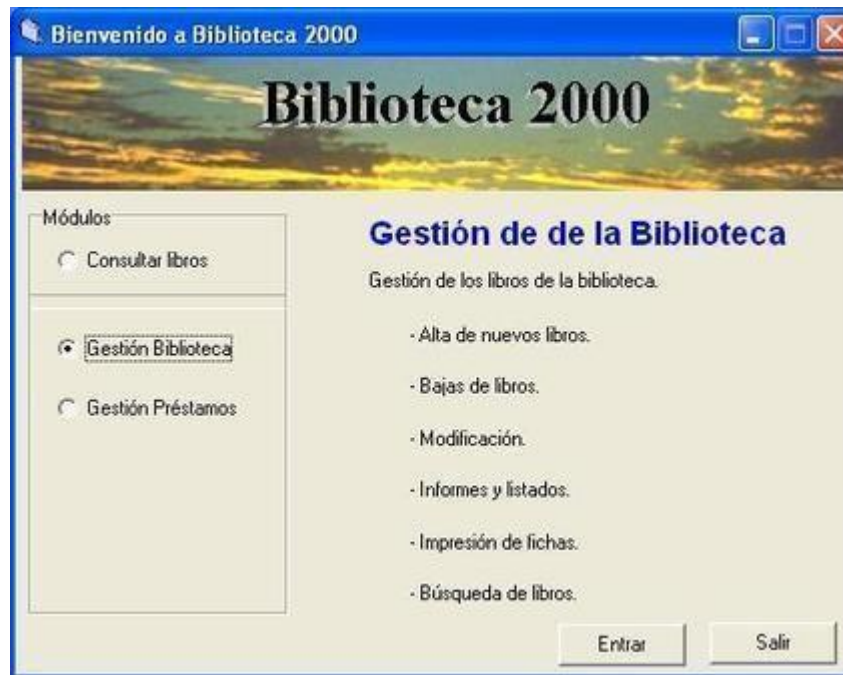 Bienvenido a Biblioteca 2000
Biblioteca 2000
Módulos
Consultar libros
Gestión Biblioteca
Gestión Préstamos
Gestión de de la Biblioteca
Gestión de los libros de la biblioteca.
- Alta de nuevos libros.
- Bajas de libros.
- Modificación.
- Informes y listados.
- Impresión de fichas.
- Búsqueda de libros.
Entrar
Salir